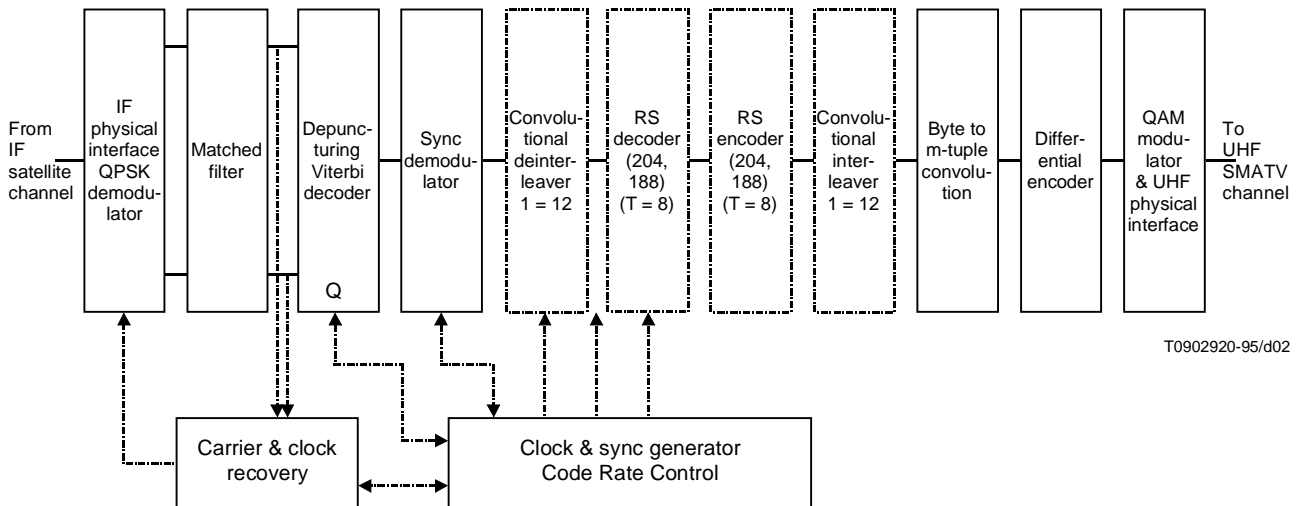 From
IF
satellite
channel
IF
physical
interface
QPSK
demodu-
lator
Matched
filter
Depunc-
turing
Viterbi
decoder
Q
Sync
demodu-
lator
Convolu-
tional
deinter-
leaver
1 = 12
RS
decoder
(204,
188)
(T = 8)
RS
encoder
(204,
188)
(T = 8)
Convolu-
tional
inter-
leaver
1 = 12
Byte to
m-tuple
convolu-
tion
Differ-
ential
encoder
QAM
modu-
lator
& UHF
physical
interface
To
UHF
SMATV
channel
T0902920-95/d02
Carrier & clock
recovery
Clock & sync generator
Code Rate Control